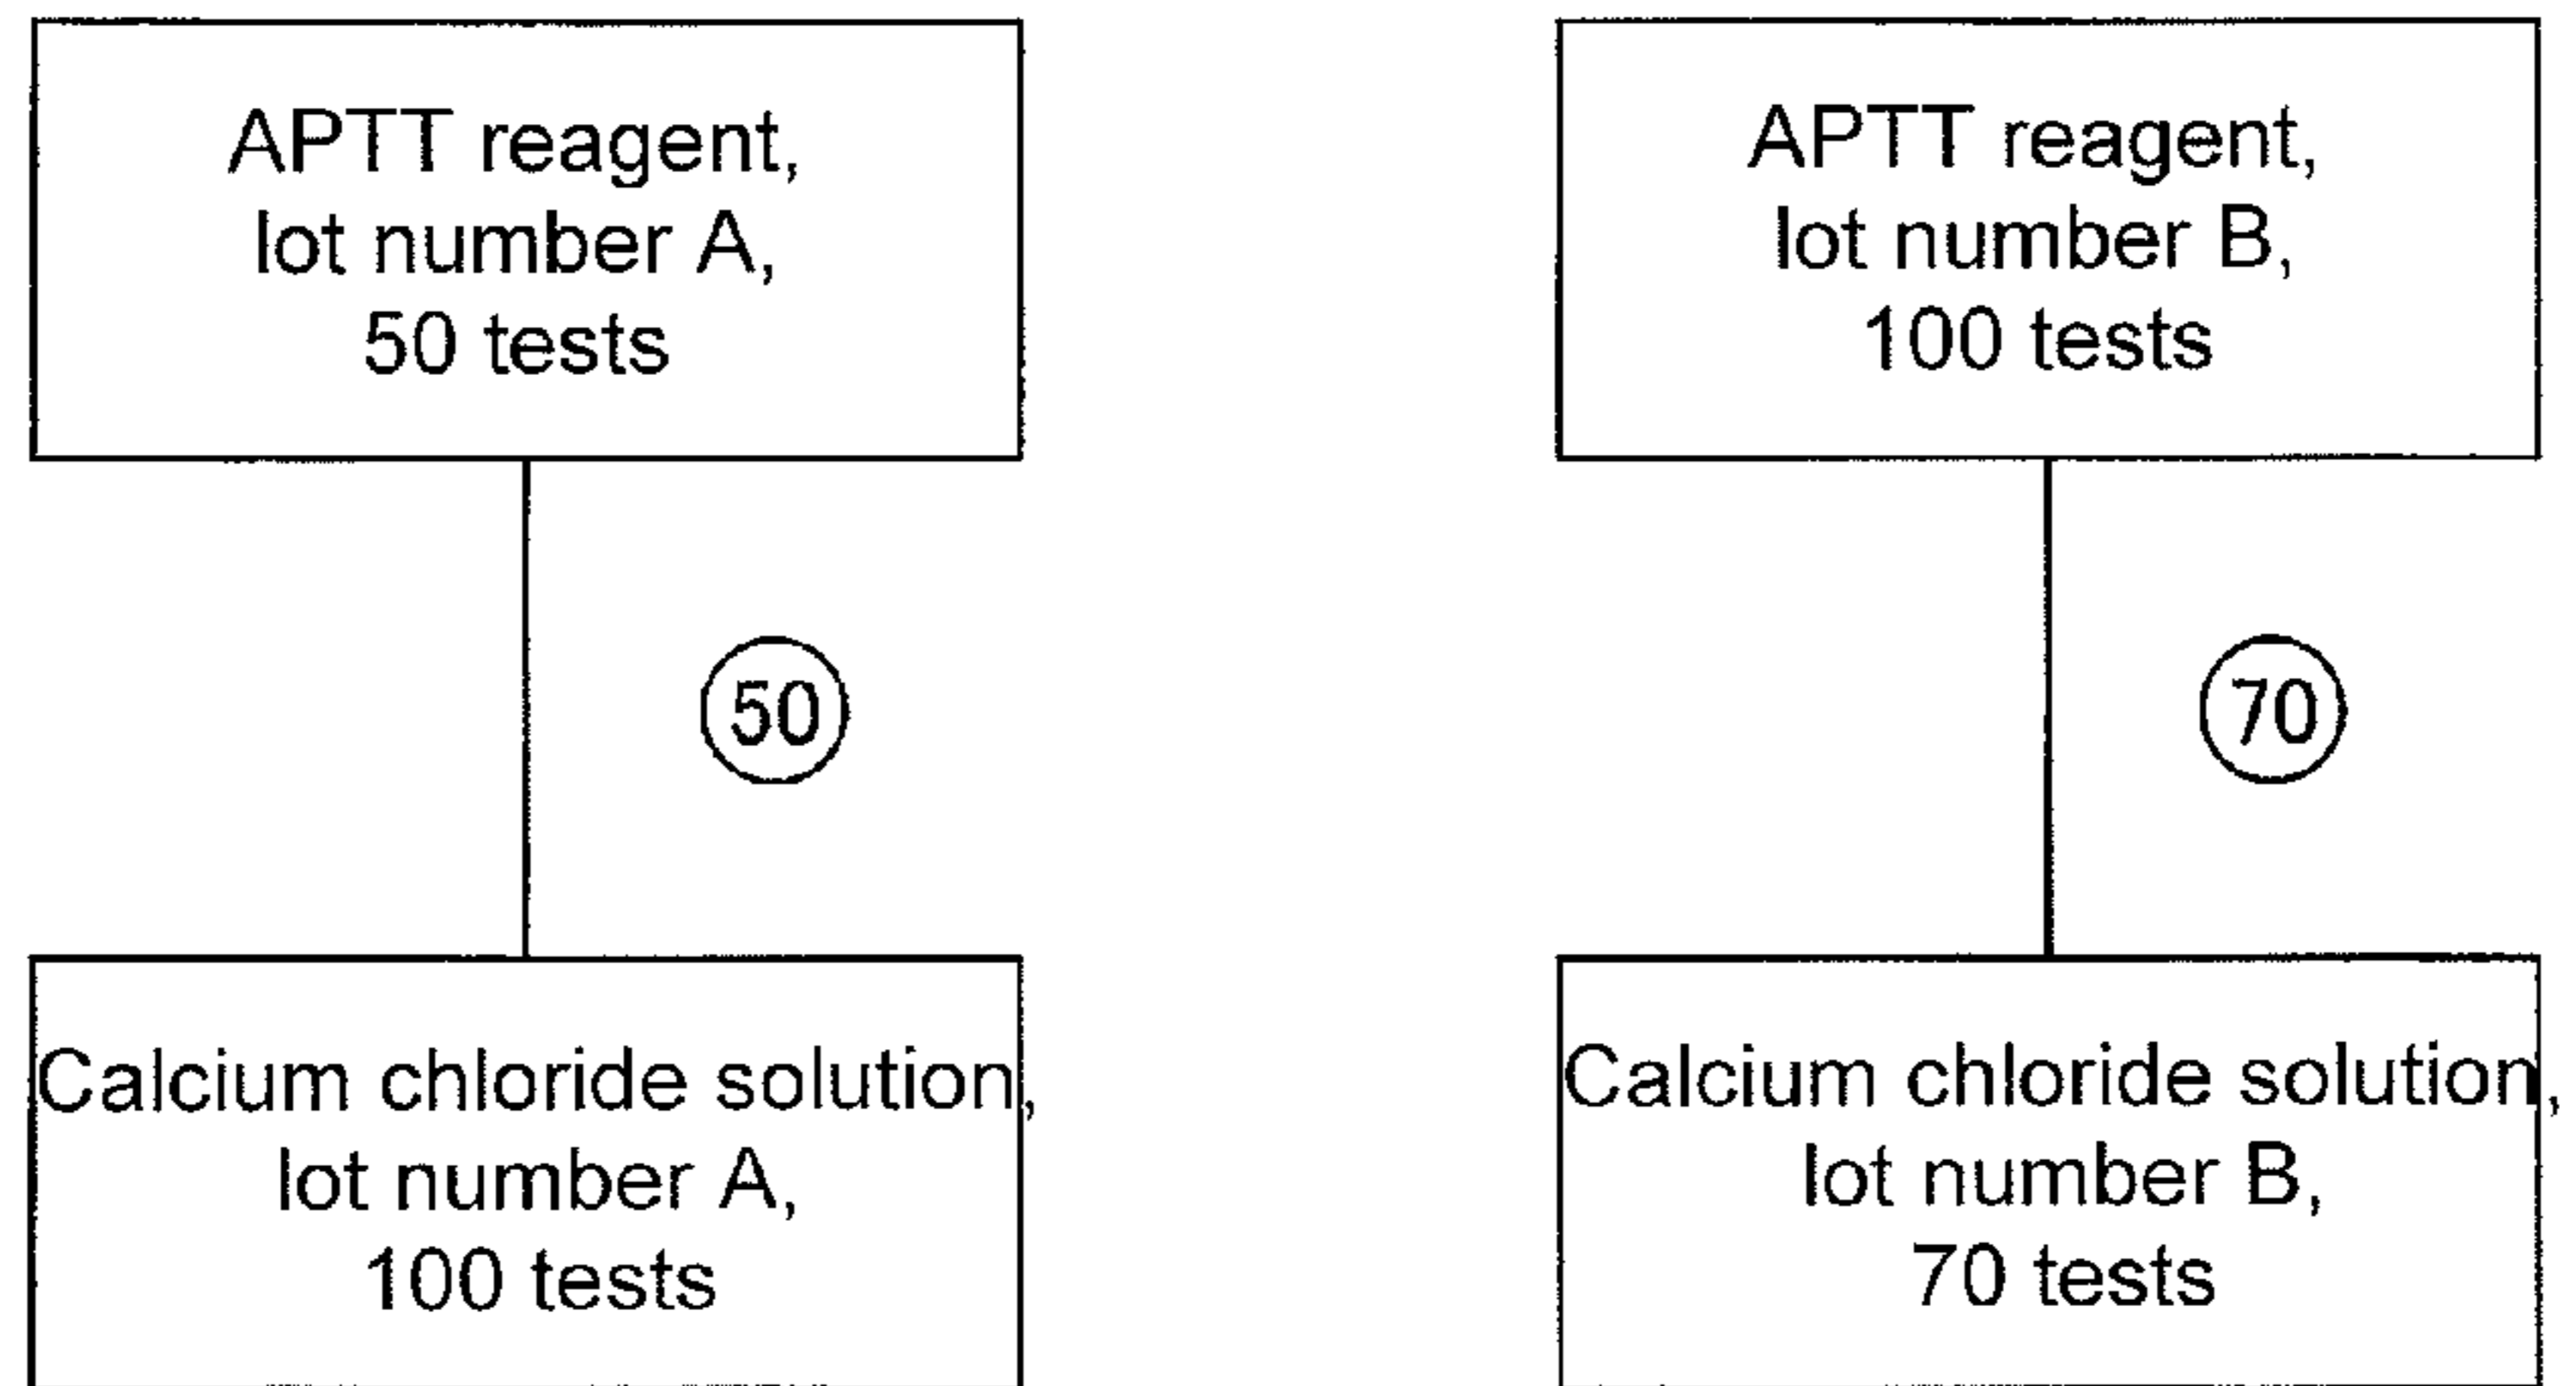 APTT reagent,
lot number A,
50 tests
APTT reagent,
lot number B,
100 tests
50
70
Calcium chloride solution,
lot number A,
100 tests
Calcium chloride solution,
lot number B,
70 tests